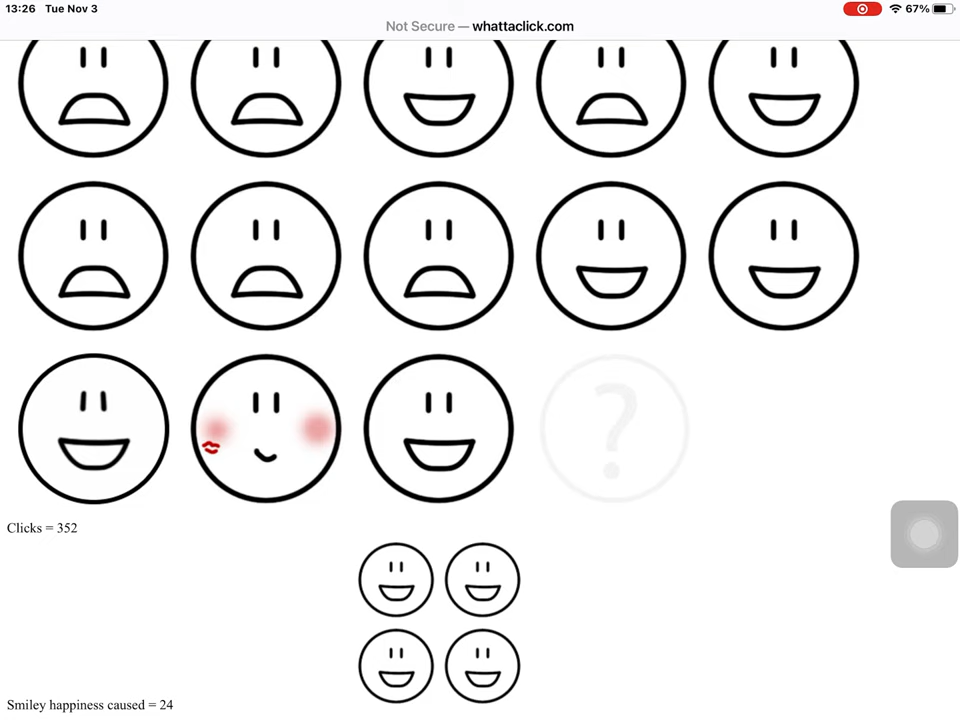 13:26 Tue Nov 3
67%
Not Secure — whattaclick.com
?
Clicks = 352
Smiley happiness caused = 24